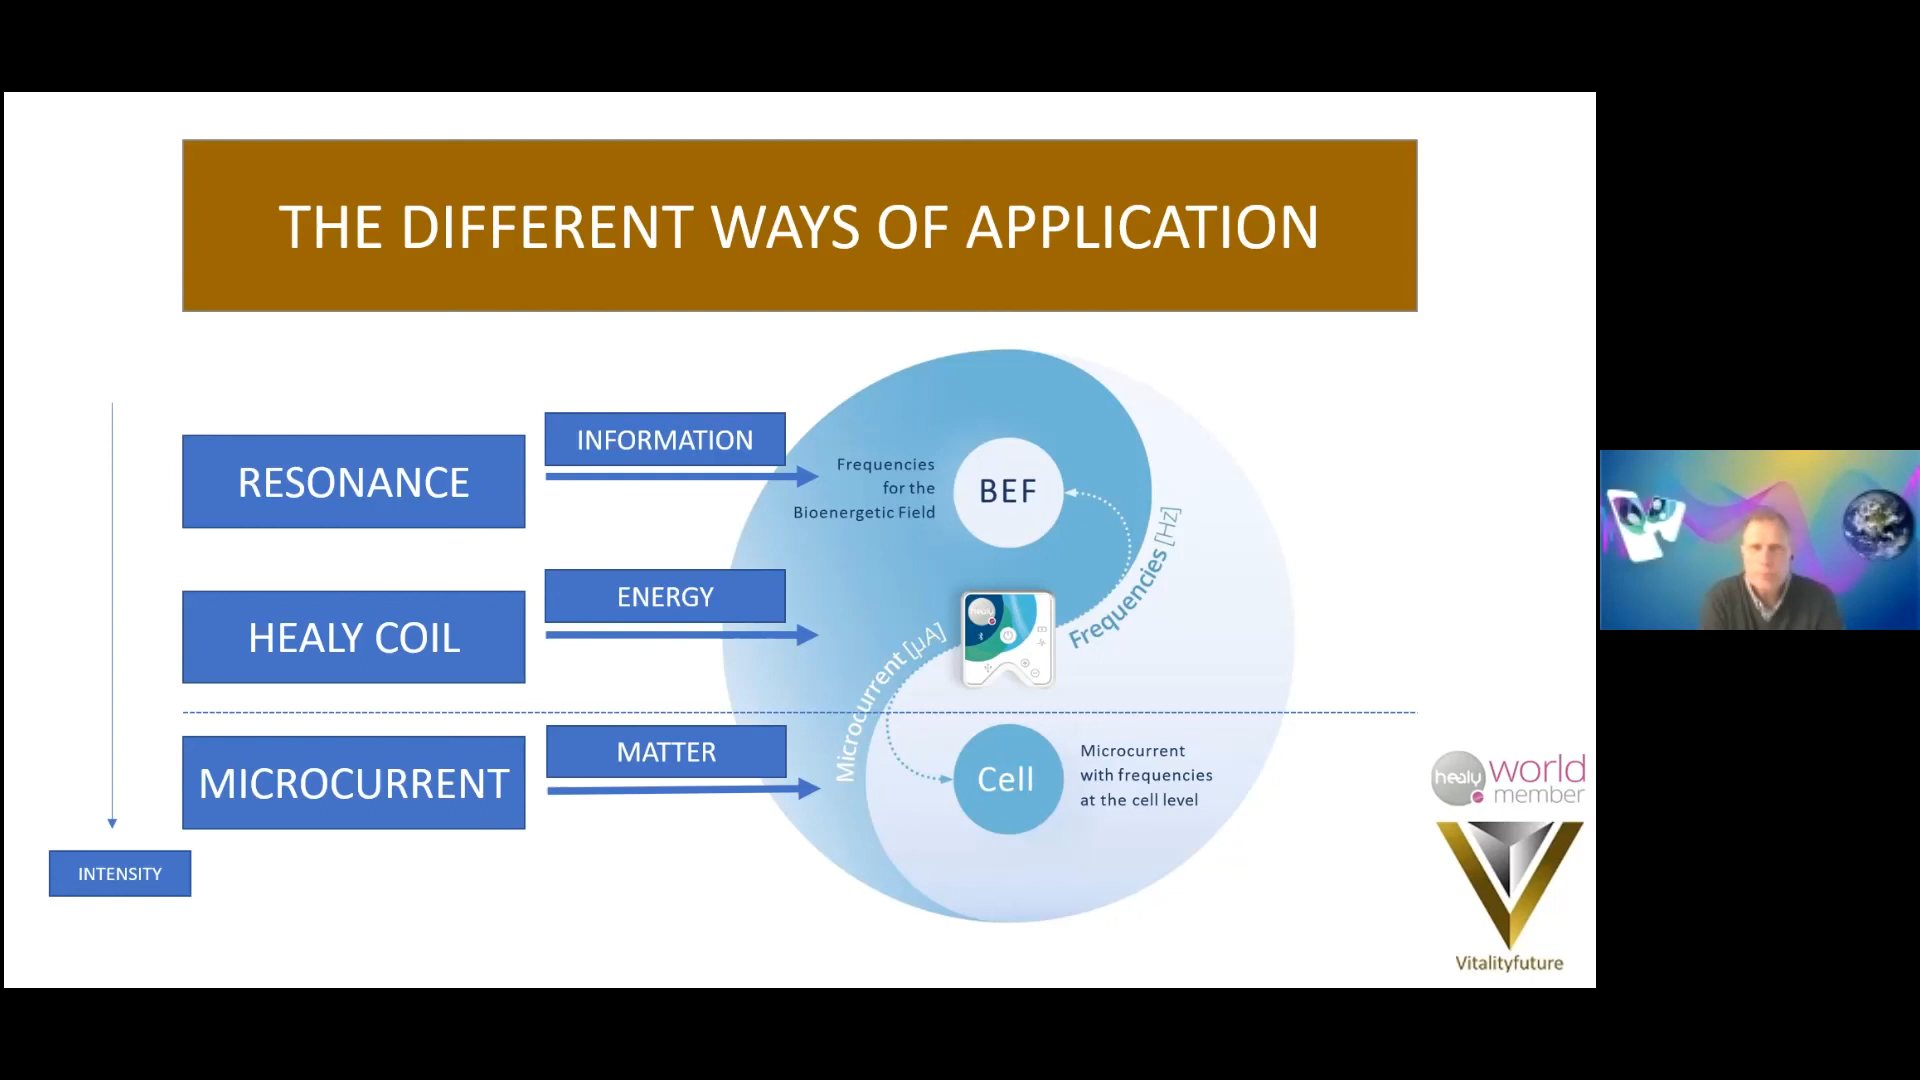 THE DIFFERENT WAYS OF APPLICATION
INFORMATION
RESONANCE
Frequencies
for the
Bioenergetic Field
BEF
Frequencies [Hz]
ENERGY
HEALY COIL
healy
Microcurrent [µA]
MATTER
MICROCURRENT
Cell
Microcurrent
with frequencies
at the cell level
INTENSITY
healy world
member
Vitalityfuture